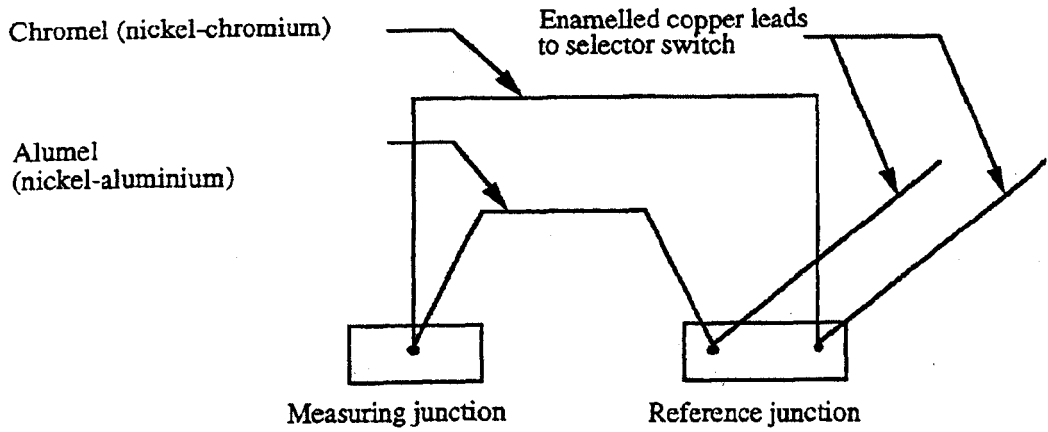 Chromel (nickel-chromium)
Enamelled copper leads
to selector switch
Alumel
(nickel-aluminium)
Measuring junction
Reference junction